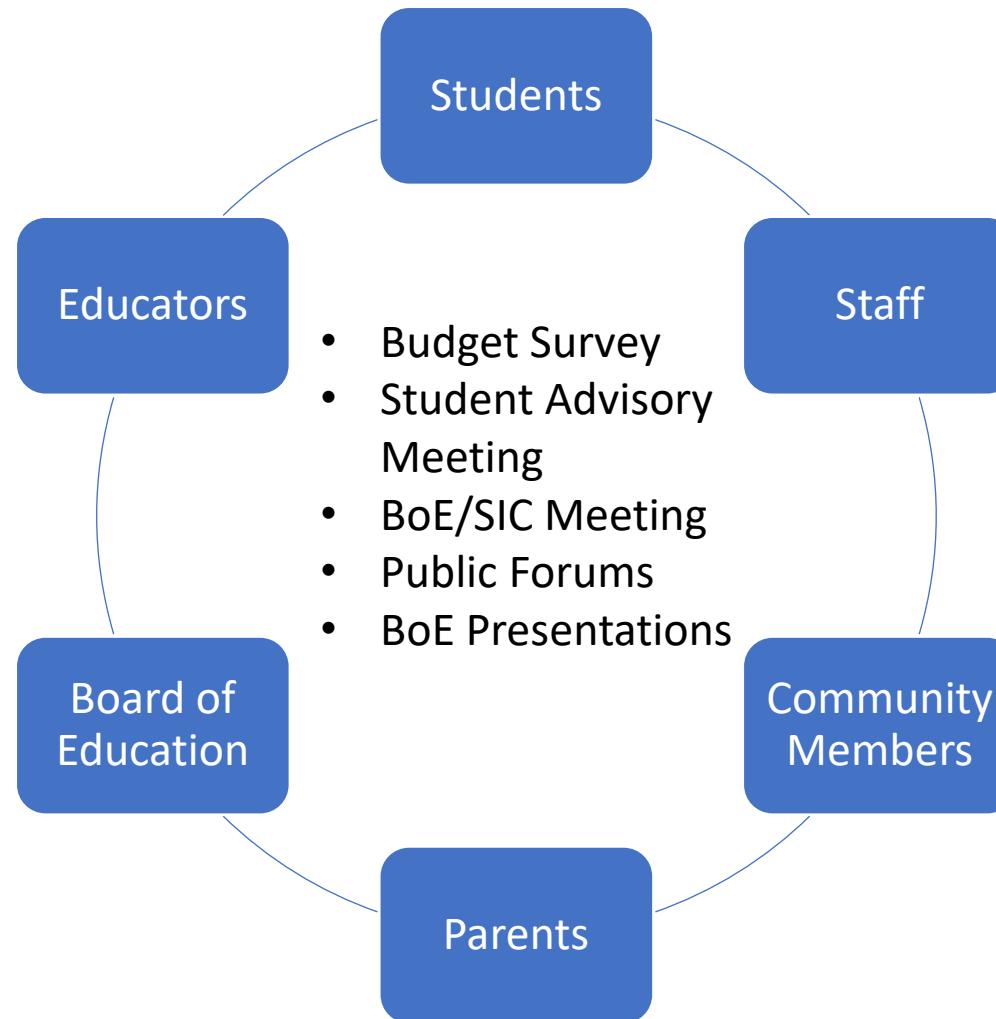 Students
Educators
Staff
• Budget Survey
• Student Advisory
Meeting
• BoE/SIC Meeting
• Public Forums
• BoE Presentations
Board of
Education
Community
Members
Parents